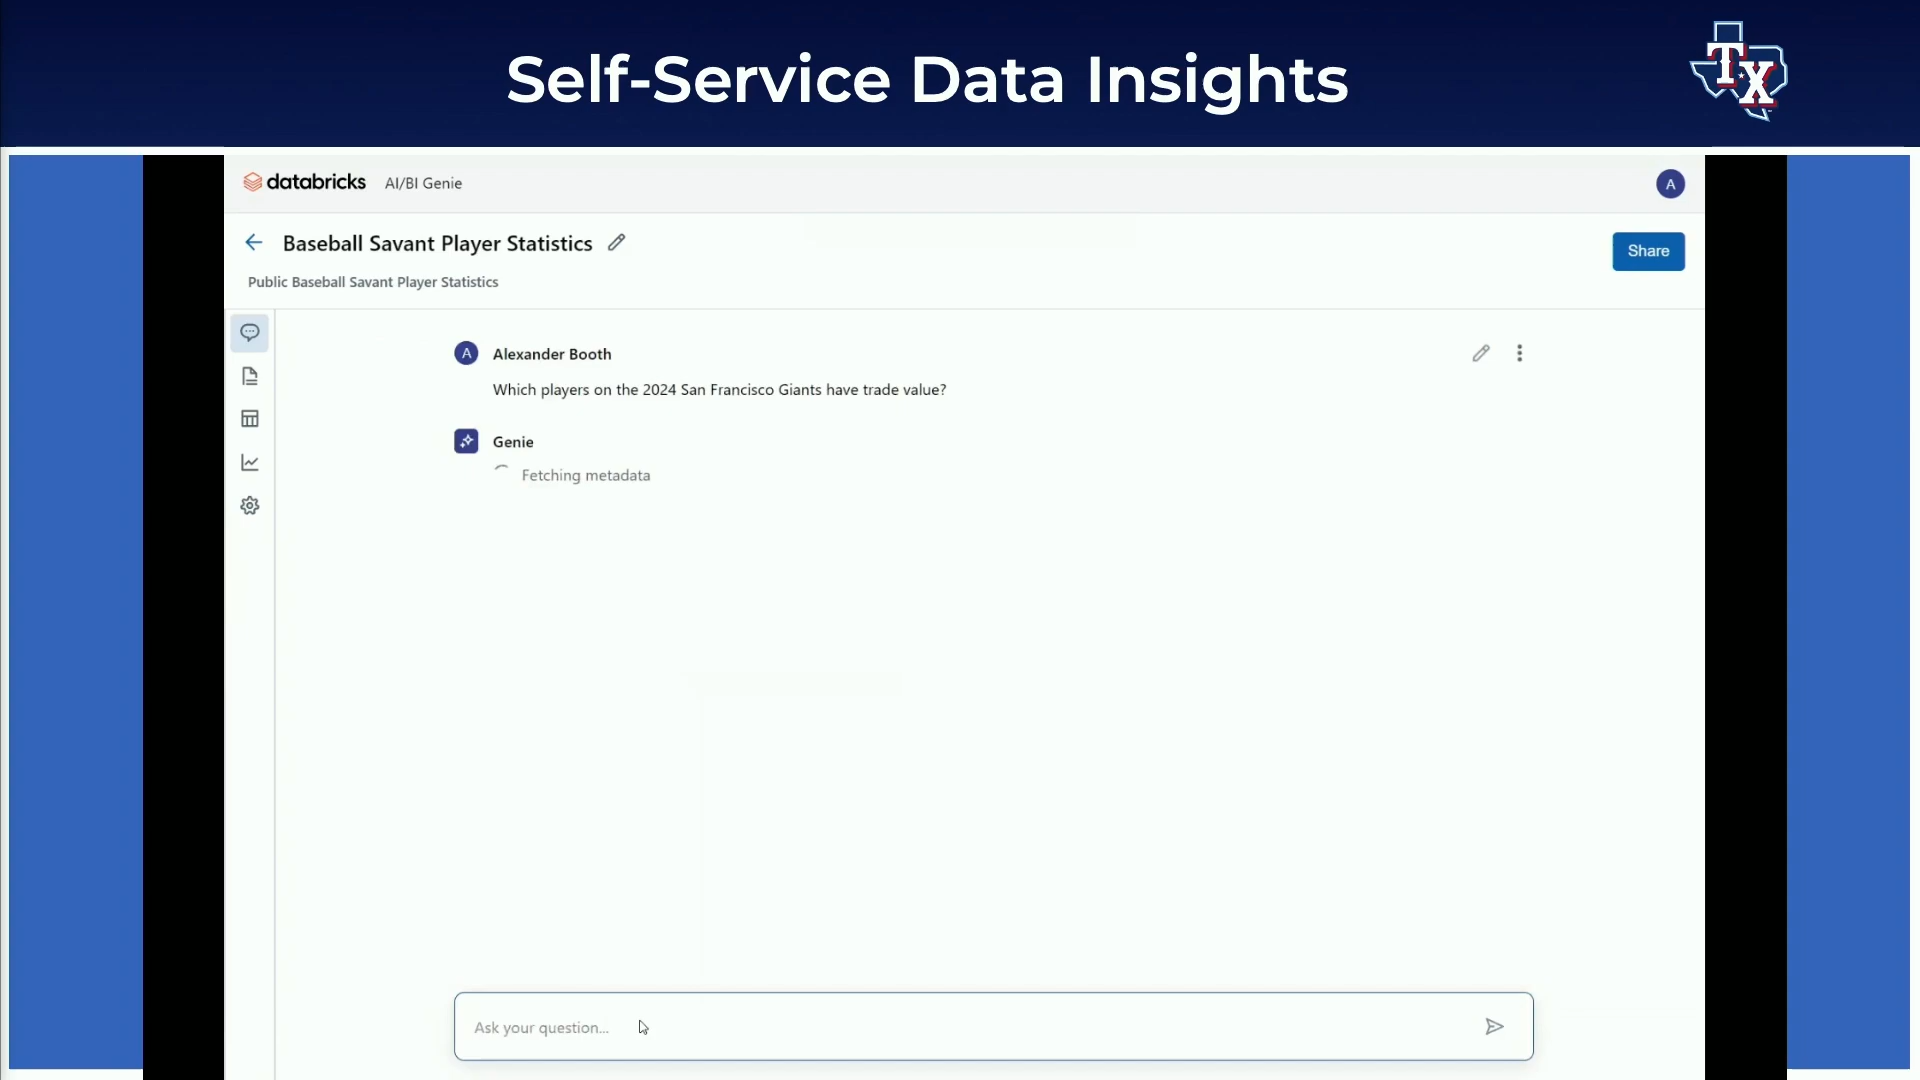 Self-Service Data Insights
TX
databricks AI/BI Genie
A
Baseball Savant Player Statistics
Share
Public Baseball Savant Player Statistics
A Alexander Booth
Which players on the 2024 San Francisco Giants have trade value?
Genie
Fetching metadata
Ask your question...